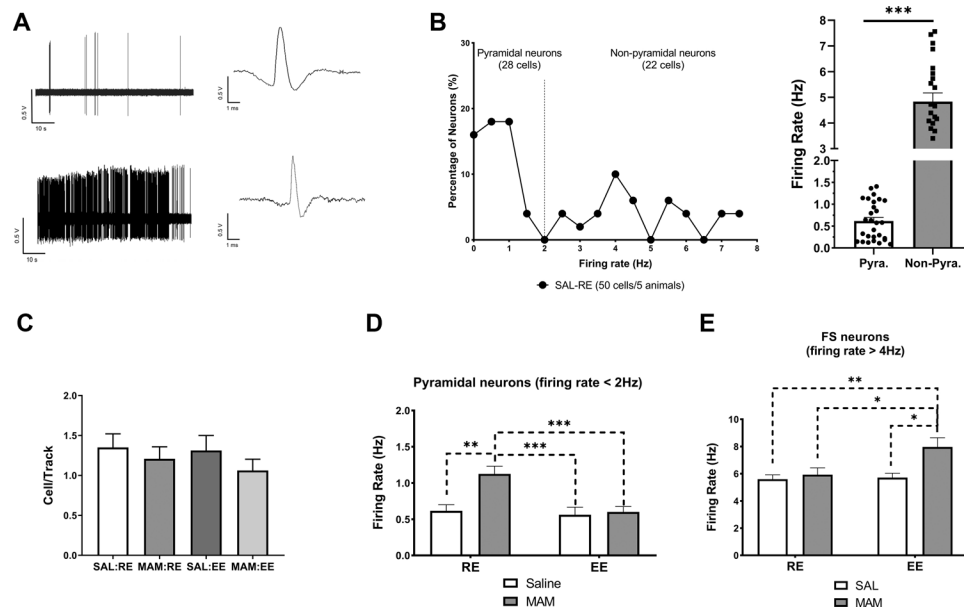 A
0.5 V
10 s
0.5 V
1 ms
0.5 V
10 s
0.5 V
1 ms
B
Pyramidal neurons
(28 cells)
Non-pyramidal neurons
(22 cells)
Percentage of Neurons (%)
30
20
10
0
0 1 2 3 4 5 6 7 8
Firing rate (Hz)
SAL-RE (50 cells/5 animals)
***
Firing Rate (Hz)
8
7
6
5
4
3
2.0
1.5
1.0
0.5
0.0
Pyra. Non-Pyra.
C
Cell/Track
2.0
1.5
1.0
0.5
0.0
SAL:RE MAM:RE SAL:EE MAM:EE
D
Pyramidal neurons (firing rate < 2Hz)
Firing Rate (Hz)
2.0
1.5
1.0
0.5
0.0
** *** ***
RE EE
Saline
MAM
E
FS neurons
(firing rate > 4Hz)
Firing Rate (Hz)
10
8
6
4
2
0
**
*
*
RE EE
SAL
MAM